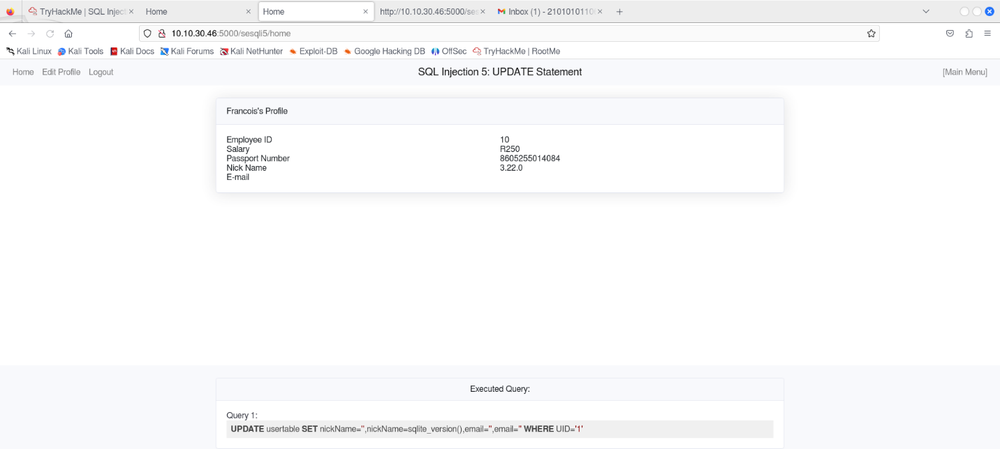 TryHackMe | SQL Inject
Home
Home
http://10.10.30.46:5000/ses
Inbox (1) - 2101010110
10.10.30.46:5000/sesqli5/home
Kali Linux Kali Tools Kali Docs Kali Forums Kali NetHunter Exploit-DB Google Hacking DB OffSec TryHackMe | RootMe
Home Edit Profile Logout SQL Injection 5: UPDATE Statement [Main Menu]
Francois's Profile
Employee ID 10
Salary R250
Passport Number 8605255014084
Nick Name 3.22.0
E-mail
Executed Query:
Query 1:
UPDATE usertable SET nickName='',nickName=sqlite_version(),email='',email='' WHERE UID='1'